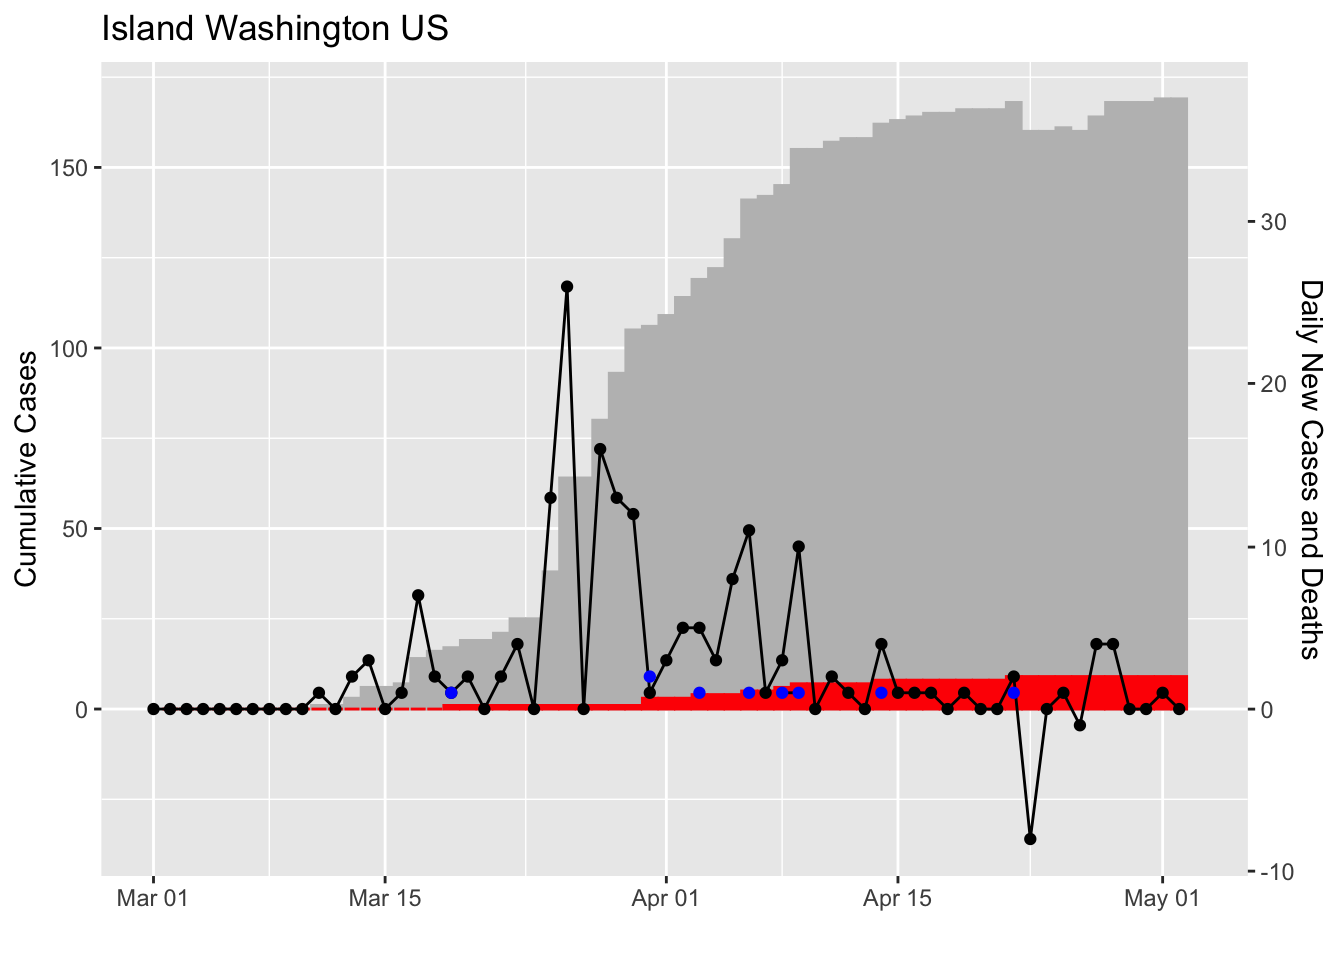 Island Washington US
Cumulative Cases
150
100
50
0
30
20
10
0
-10
Daily New Cases and Deaths
Mar 01
Mar 15
Apr 01
Apr 15
May 01